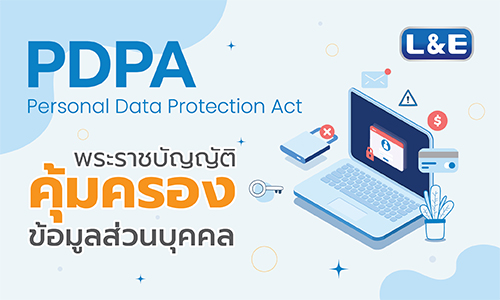 L&E
PDPA
Personal Data Protection Act
พระราชบัญญัติ
คุ้มครอง
ข้อมูลส่วนบุคคล